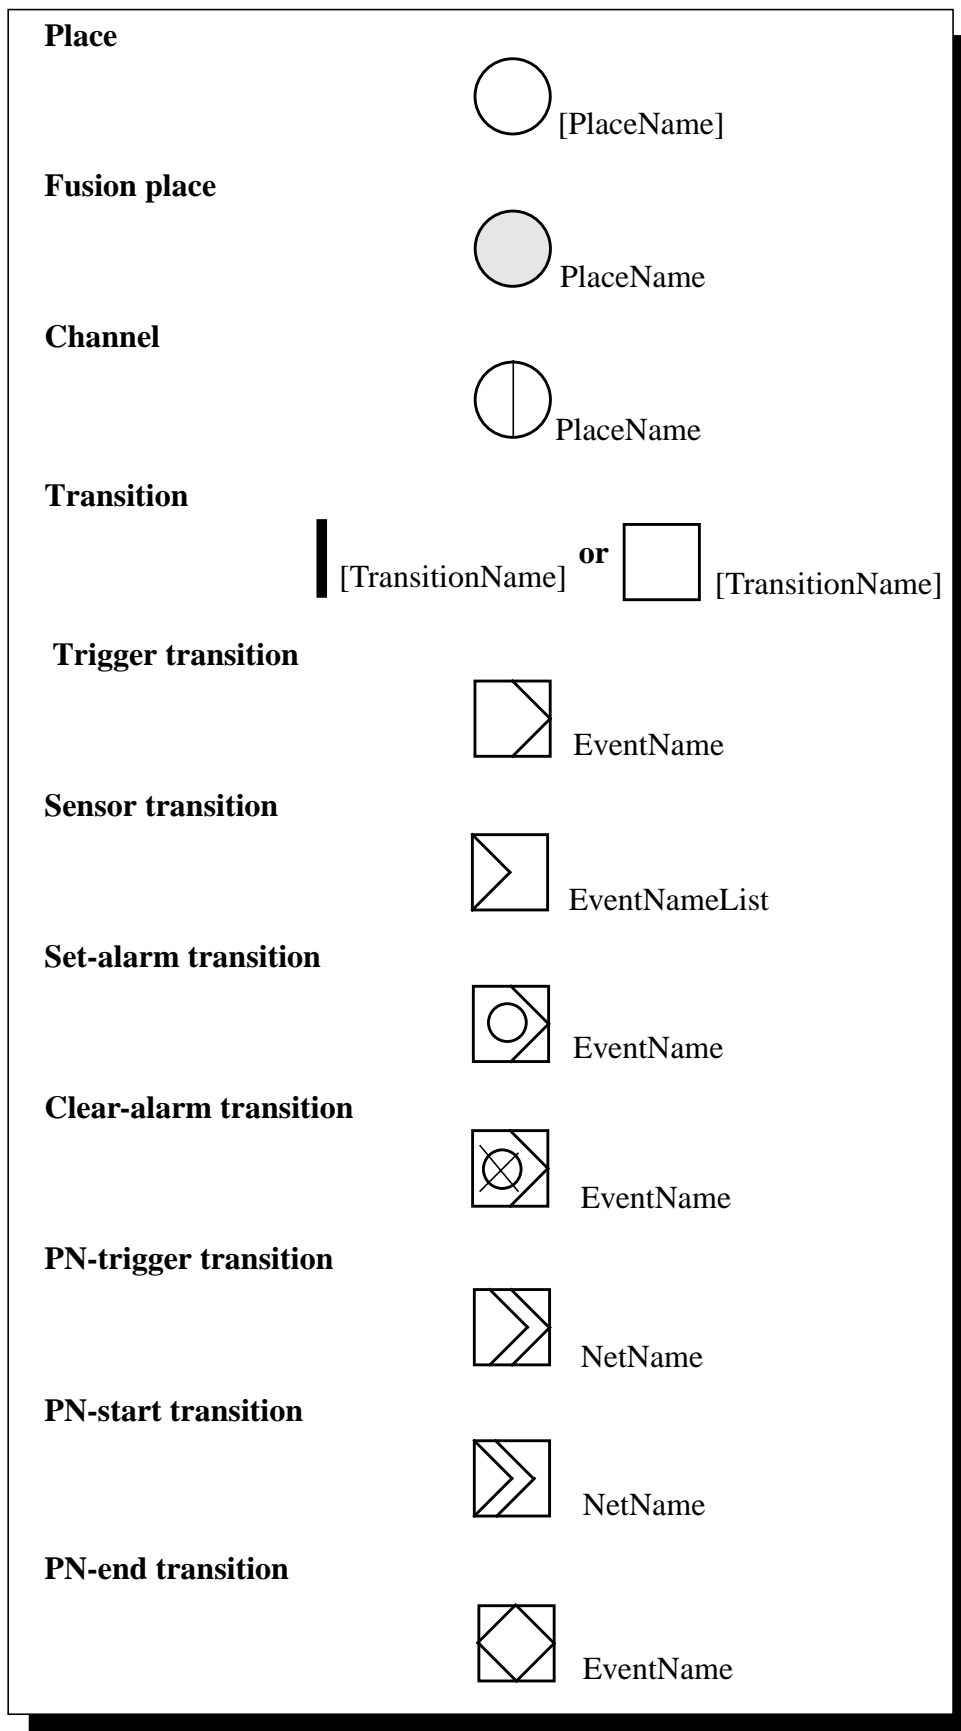 Place
[PlaceName]
Fusion place
PlaceName
Channel
PlaceName
Transition
[TransitionName] or [TransitionName]
Trigger transition
EventName
Sensor transition
EventNameList
Set-alarm transition
EventName
Clear-alarm transition
EventName
PN-trigger transition
NetName
PN-start transition
NetName
PN-end transition
EventName